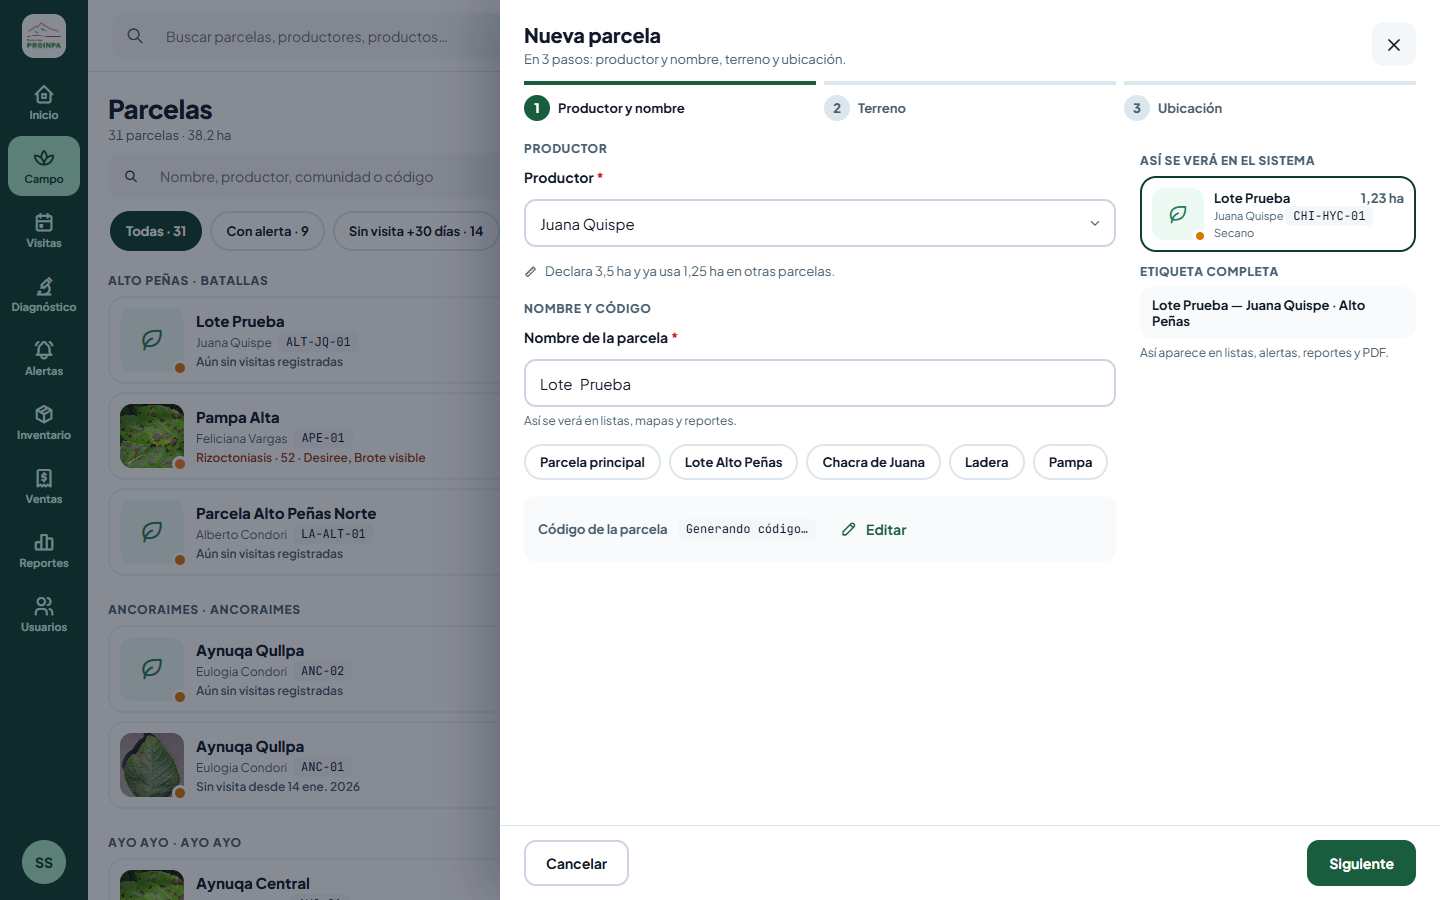 PROINPA
Inicio
Campo
Visitas
Diagnóstico
Alertas
Inventario
Ventas
Reportes
Usuarios
SS
Buscar parcelas, productores, productos...
Parcelas
31 parcelas · 38,2 ha
Nombre, productor, comunidad o código
Todas · 31
Con alerta · 9
Sin visita +30 días · 14
ALTO PEÑAS · BATALLAS
Lote Prueba
Juana Quispe ALT-JQ-01
Aún sin visitas registradas
Pampa Alta
Feliciana Vargas APE-01
Rizoctoniasis · 52 · Desiree, Brote visible
Parcela Alto Peñas Norte
Alberto Condori LA-ALT-01
Aún sin visitas registradas
ANCORAIMES · ANCORAIMES
Aynuqa Qullpa
Eulogia Condori ANC-02
Aún sin visitas registradas
Aynuqa Qullpa
Eulogia Condori ANC-01
Sin visita desde 14 ene. 2026
AYO AYO · AYO AYO
Aynuqa Central
Nueva parcela
En 3 pasos: productor y nombre, terreno y ubicación.
1 Productor y nombre
2 Terreno
3 Ubicación
PRODUCTOR
Productor *
Juana Quispe
Declara 3,5 ha y ya usa 1,25 ha en otras parcelas.
NOMBRE Y CÓDIGO
Nombre de la parcela *
Lote  Prueba
Así se verá en listas, mapas y reportes.
Parcela principal
Lote Alto Peñas
Chacra de Juana
Ladera
Pampa
Código de la parcela Generando código… Editar
ASÍ SE VERÁ EN EL SISTEMA
Lote Prueba 1,23 ha
Juana Quispe CHI-HYC-01
Secano
ETIQUETA COMPLETA
Lote Prueba — Juana Quispe · Alto
Peñas
Así aparece en listas, alertas, reportes y PDF.
Cancelar
Siguiente